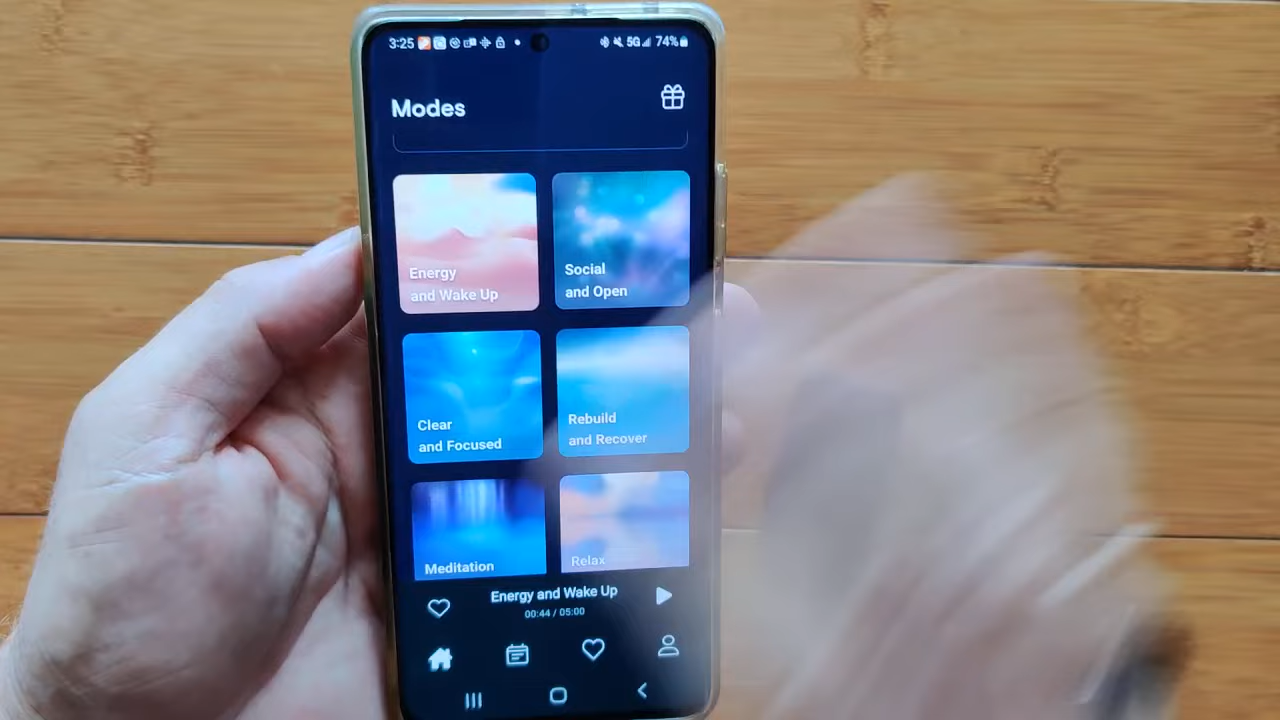 3:25
5G
74%
Modes
Energy
and Wake Up
Social
and Open
Clear
and Focused
Rebuild
and Recover
Meditation
Relax
Energy and Wake Up
00:44 / 05:00